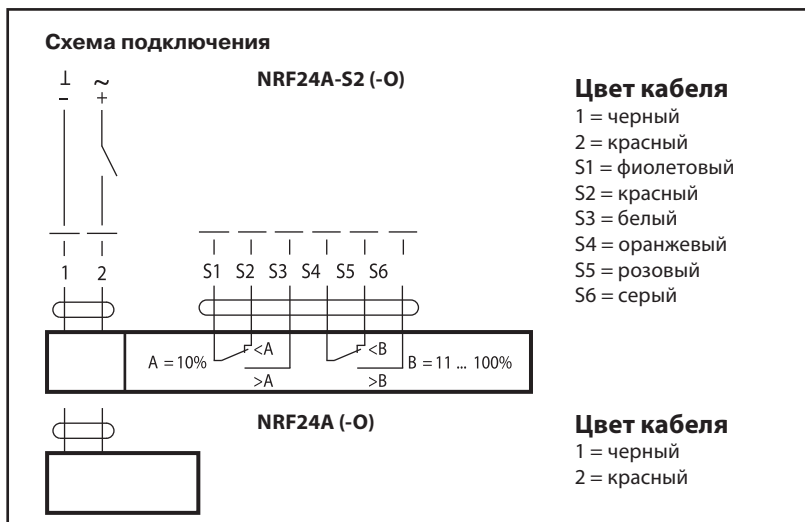 Схема подключения
NRF24A-S2 (-O)
⊥ ~
– +
1 2 S1 S2 S3 S4 S5 S6
A = 10% <A >A <B >B B = 11 ... 100%
Цвет кабеля
1 = черный
2 = красный
S1 = фиолетовый
S2 = красный
S3 = белый
S4 = оранжевый
S5 = розовый
S6 = серый
NRF24A (-O)
Цвет кабеля
1 = черный
2 = красный